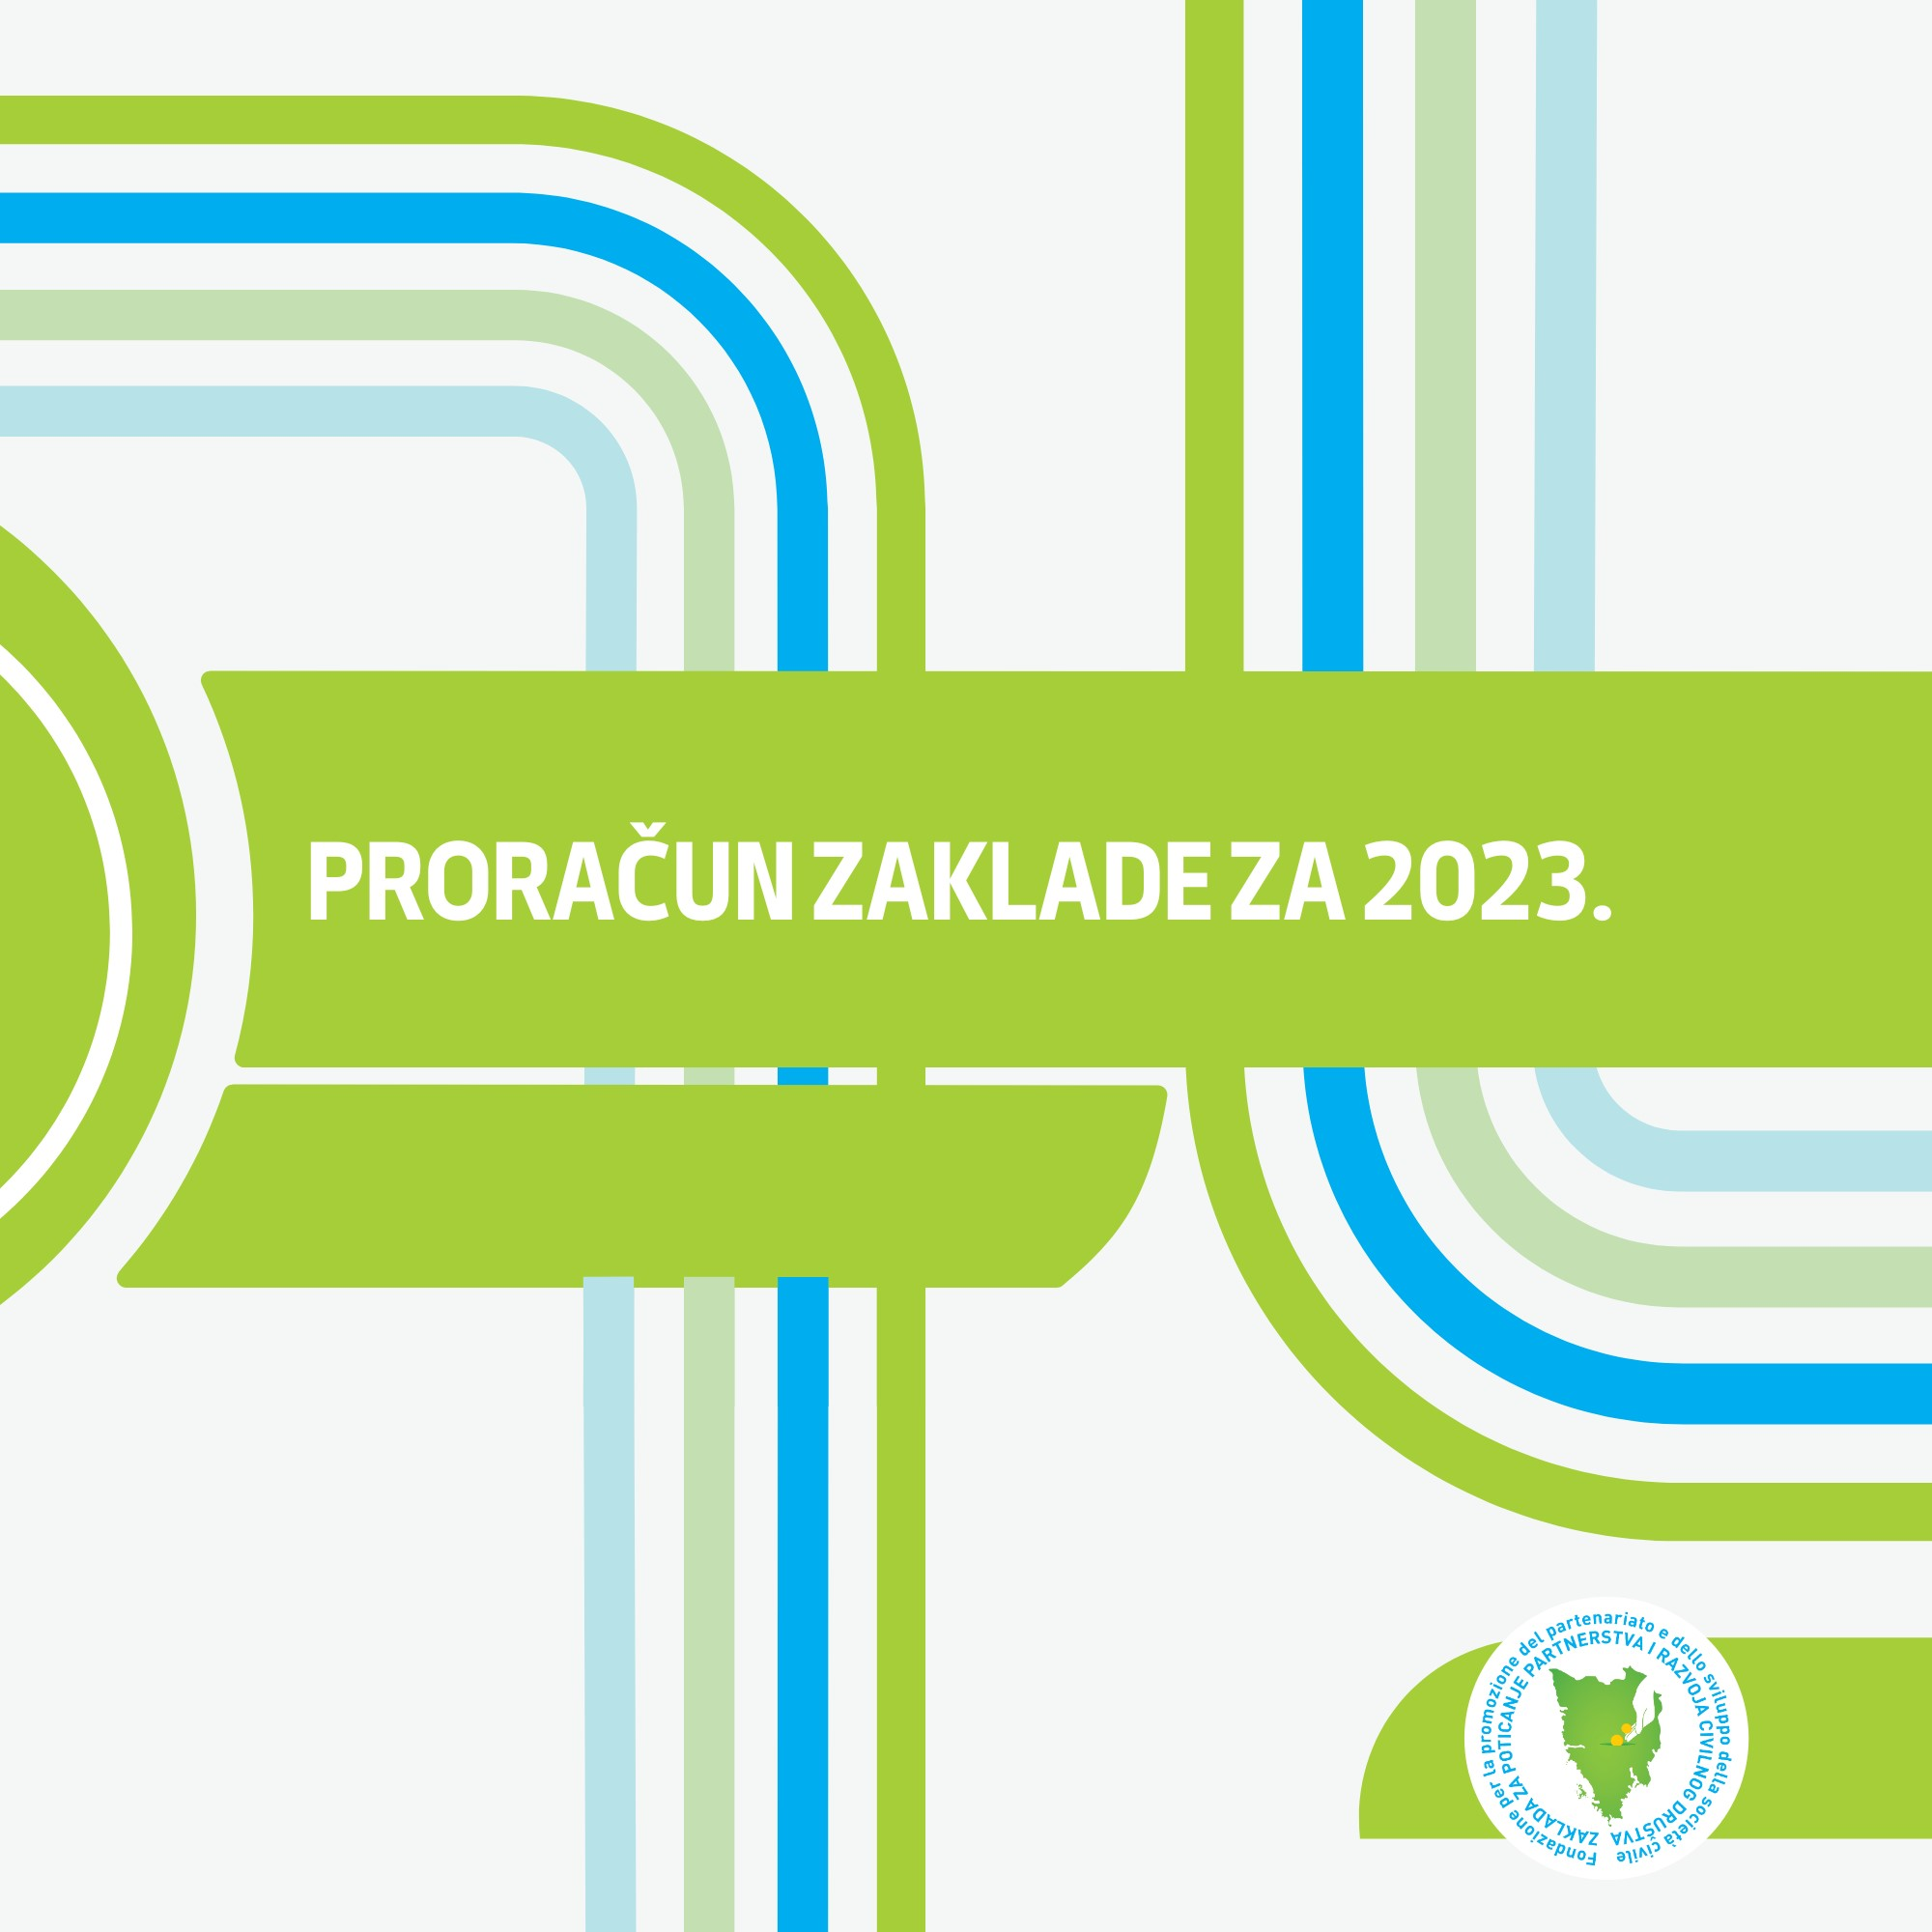 PRORAČUN ZAKLADE ZA 2023.
Fondazione per la promozione del partenariato e dello sviluppo della società civile
ZAKLADA ZA POTICANJE PARTNERSTVA I RAZVOJA CIVILNOG DRUŠTVA